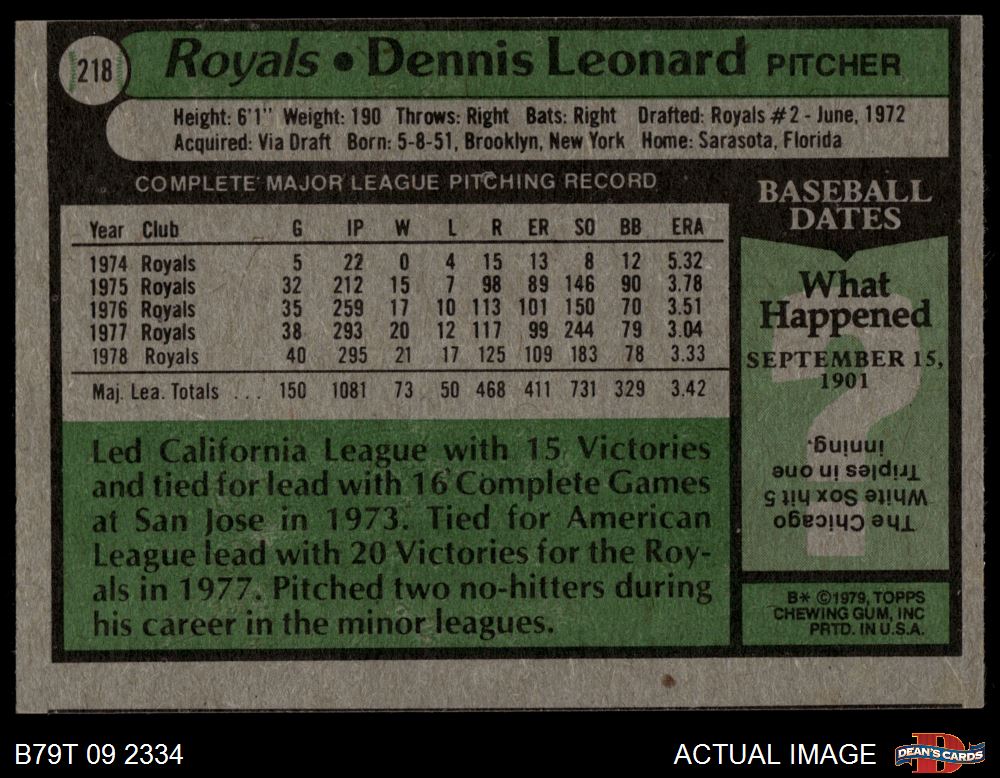 218
Royals • Dennis Leonard PITCHER
Height: 6'1" Weight: 190 Throws: Right Bats: Right Drafted: Royals #2 - June, 1972
Acquired: Via Draft Born: 5-8-51, Brooklyn, New York Home: Sarasota, Florida
COMPLETE MAJOR LEAGUE PITCHING RECORD
Year Club G IP W L R ER SO BB ERA
1974 Royals 5 22 0 4 15 13 8 12 5.32
1975 Royals 32 212 15 7 98 89 146 90 3.78
1976 Royals 35 259 17 10 113 101 150 70 3.51
1977 Royals 38 293 20 12 117 99 244 79 3.04
1978 Royals 40 295 21 17 125 109 183 78 3.33
Maj. Lea. Totals ... 150 1081 73 50 468 411 731 329 3.42
Led California League with 15 Victories
and tied for lead with 16 Complete Games
at San Jose in 1973. Tied for American
League lead with 20 Victories for the Roy-
als in 1977. Pitched two no-hitters during
his career in the minor leagues.
BASEBALL
DATES
What
Happened
SEPTEMBER 15,
1901
?
The Chicago
White Sox hit 5
Triples in one
inning.
B* ©1979, TOPPS
CHEWING GUM, INC
PRTD. IN U.S.A.
B79T 09 2334
ACTUAL IMAGE
DEAN'S CARDS